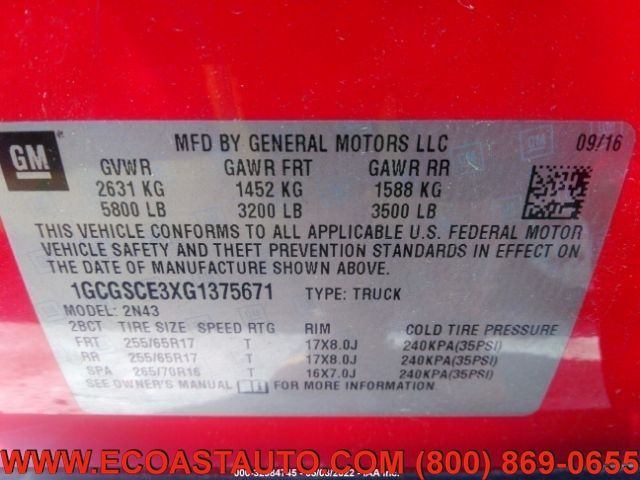 GM
MFD BY GENERAL MOTORS LLC 09/16
GVWR GAWR FRT GAWR RR
2631 KG 1452 KG 1588 KG
5800 LB 3200 LB 3500 LB
THIS VEHICLE CONFORMS TO ALL APPLICABLE U.S. FEDERAL MOTOR
VEHICLE SAFETY AND THEFT PREVENTION STANDARDS IN EFFECT ON
THE DATE OF MANUFACTURE SHOWN ABOVE.
1GCGSCE3XG1375671 TYPE: TRUCK
MODEL: 2N43
2BCT TIRE SIZE SPEED RTG RIM COLD TIRE PRESSURE
FRT 255/65R17 T 17X8.0J 240KPA(35PSI)
RR 255/65R17 T 17X8.0J 240KPA(35PSI)
SPA 265/70R16 T 16X7.0J 240KPA(35PSI)
SEE OWNER'S MANUAL FOR MORE INFORMATION
WWW.ECOASTAUTO.COM (800) 869-0655